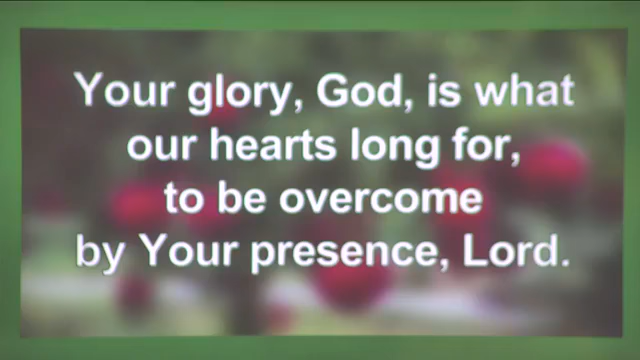 Your glory, God, is what
our hearts long for,
to be overcome
by Your presence, Lord.